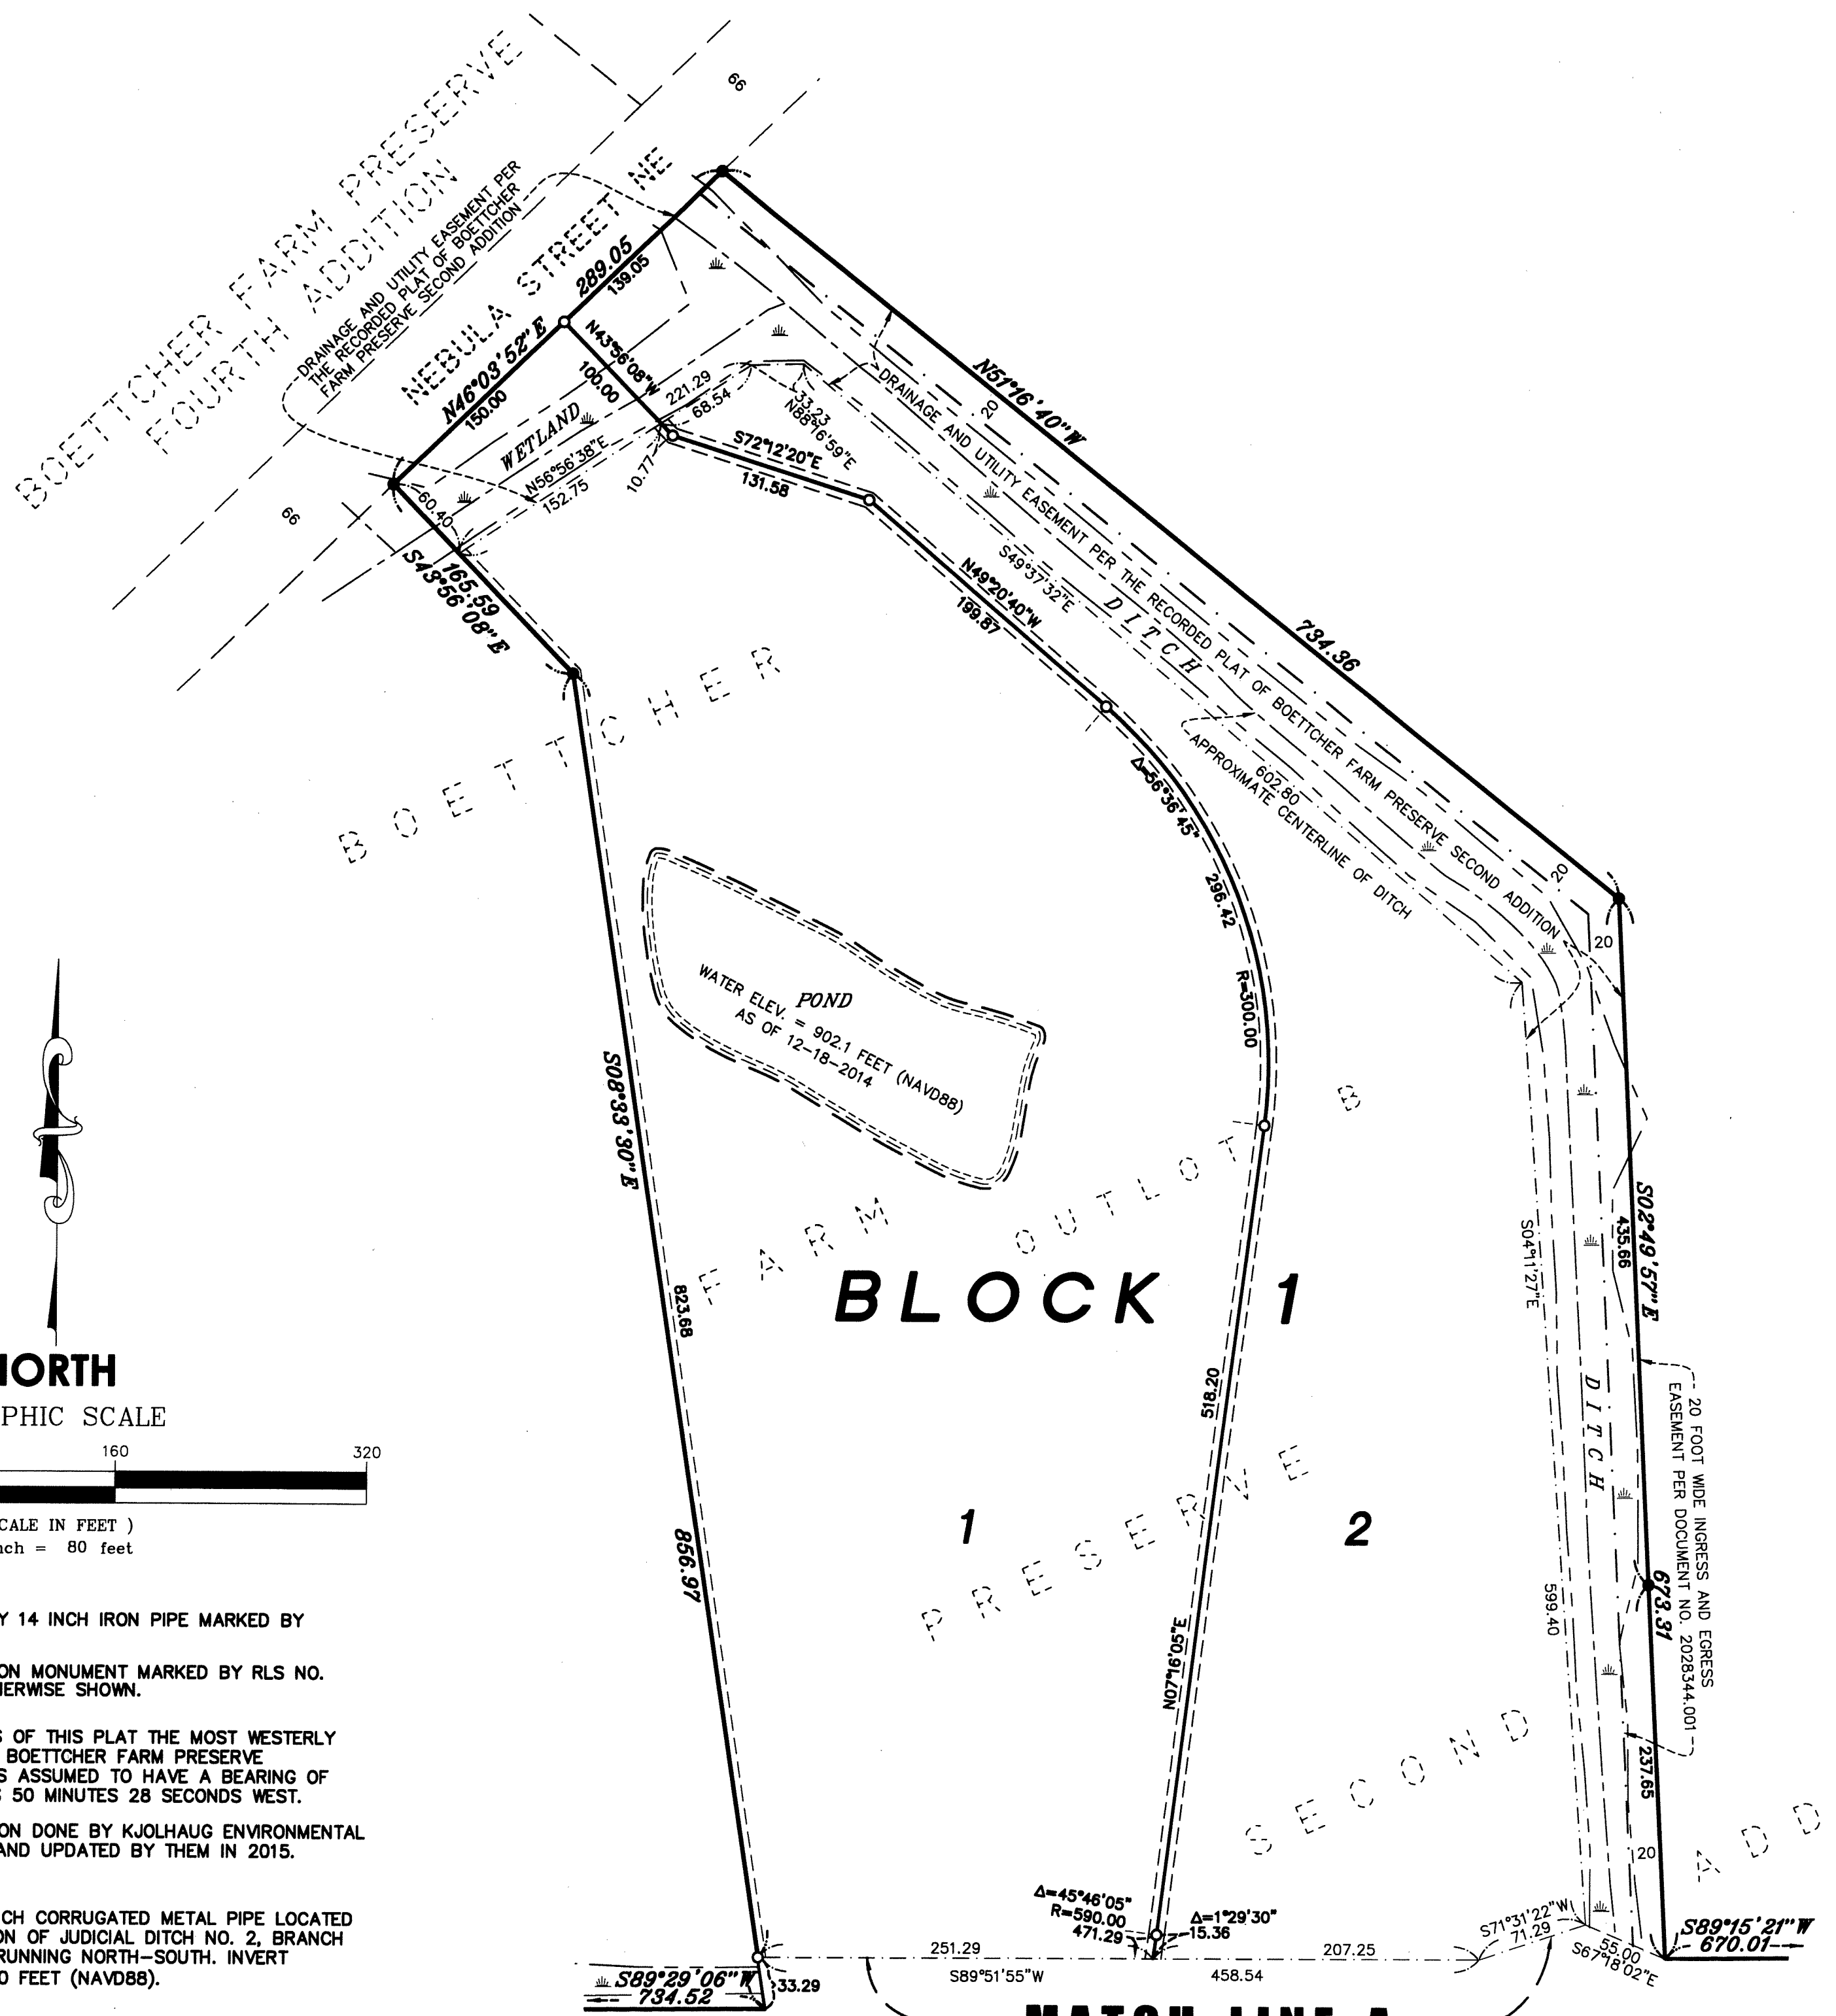 BOETTCHER FARM PRESERVE
FOURTH ADDITION
66
DRAINAGE AND UTILITY EASEMENT PER
THE RECORDED PLAT OF BOETTCHER
FARM PRESERVE SECOND ADDITION
NEBULA STREET NE
289.05
139.05
N46°03'52"E
150.00
N43°56'08"W
100.00
221.29
68.54
33.23
N88°16'59"E
WETLAND
N56°56'38"E
152.75
10.77
S72°12'20"E
131.58
66
60.40
165.59
S43°56'08"E
N51°16'40"W
734.36
20
DRAINAGE AND UTILITY EASEMENT PER THE RECORDED PLAT OF BOETTCHER FARM PRESERVE SECOND ADDITION
S49°37'32"E
DITCH
N49°20'40"W
199.87
602.80
APPROXIMATE CENTERLINE OF DITCH
20
20
Δ=56°36'45"
296.42
R=300.00
BOETTCHER
POND
WATER ELEV. = 902.1 FEET (NAVD88)
AS OF 12-18-2014
S08°33'30"E
823.68
856.97
FARM
OUTLOT B
BLOCK 1
518.20
N07°16'05"E
S04°11'27"E
599.40
DITCH
S02°49'57"E
435.66
673.31
237.65
20 FOOT WIDE INGRESS AND EGRESS
EASEMENT PER DOCUMENT NO. 2028344.001
1
2
PRESERVE
SECOND
ADD
20
NORTH
PHIC SCALE
160
320
CALE IN FEET )
nch = 80 feet
Y 14 INCH IRON PIPE MARKED BY
ON MONUMENT MARKED BY RLS NO.
HERWISE SHOWN.
S OF THIS PLAT THE MOST WESTERLY
BOETTCHER FARM PRESERVE
S ASSUMED TO HAVE A BEARING OF
S 50 MINUTES 28 SECONDS WEST.
ON DONE BY KJOLHAUG ENVIRONMENTAL
AND UPDATED BY THEM IN 2015.
CH CORRUGATED METAL PIPE LOCATED
ON OF JUDICIAL DITCH NO. 2, BRANCH
RUNNING NORTH-SOUTH. INVERT
0 FEET (NAVD88).
Δ=45°46'05"
R=590.00
471.29
Δ=1°29'30"
15.36
251.29
S89°51'55"W
207.25
458.54
S71°31'22"W
71.29
55.00
S67°18'02"E
S89°15'21"W
670.01
S89°29'06"W
734.52
33.29
MATCH LINE A